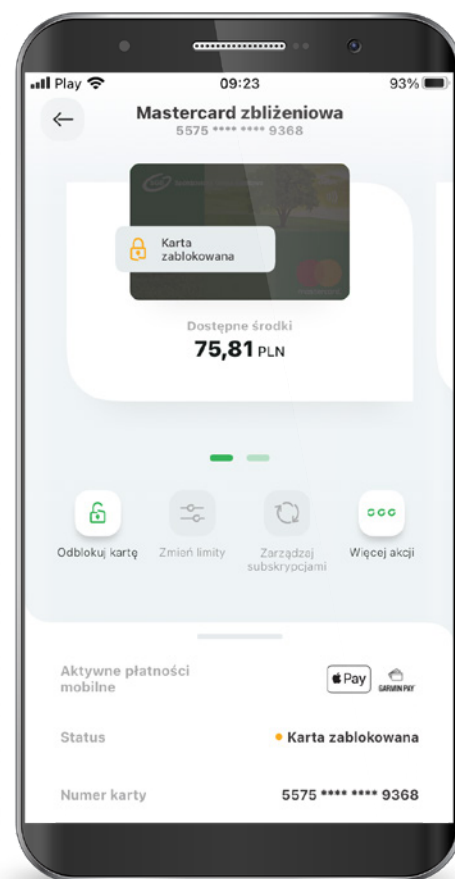 Play
09:23
93%
Mastercard zbliżeniowa
5575 **** **** 9368
Karta
zablokowana
Dostępne środki
75,81 PLN
Odblokuj kartę
Zmień limity
Zarządzaj
subskrypcjami
Więcej akcji
Aktywne płatności
mobilne
Pay
GARMIN PAY
Status
Karta zablokowana
Numer karty
5575 **** **** 9368